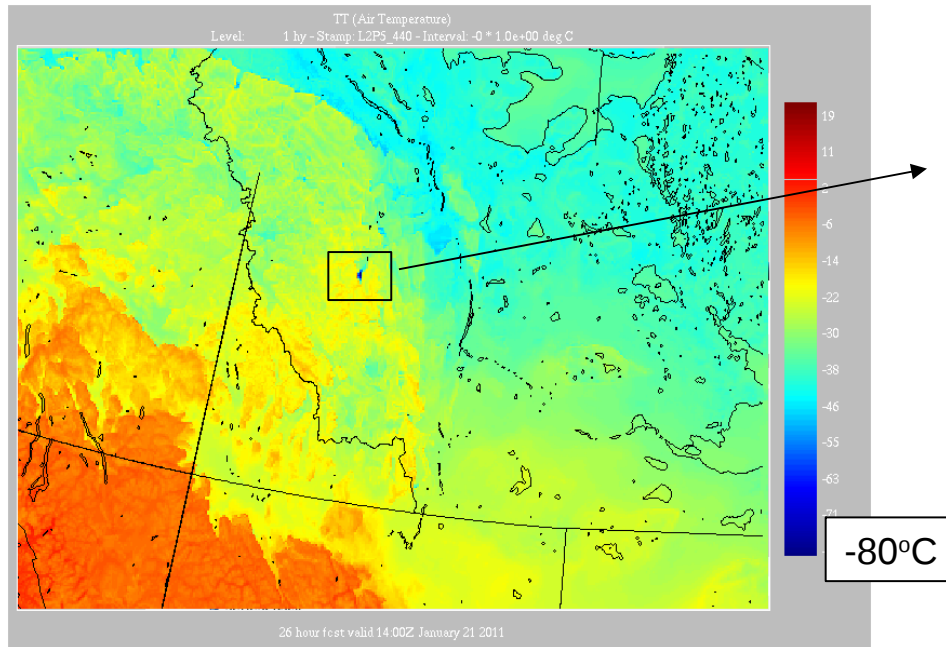 TT (Air Temperature)
Level: 1 hy - Stamp: L2P5_440 - Interval: -0 * 1.0e+00 deg C
19
11
-6
-14
-22
-30
-38
-46
-55
-63
-71
-80°C
26 hour fcst valid 14:00Z January 21 2011